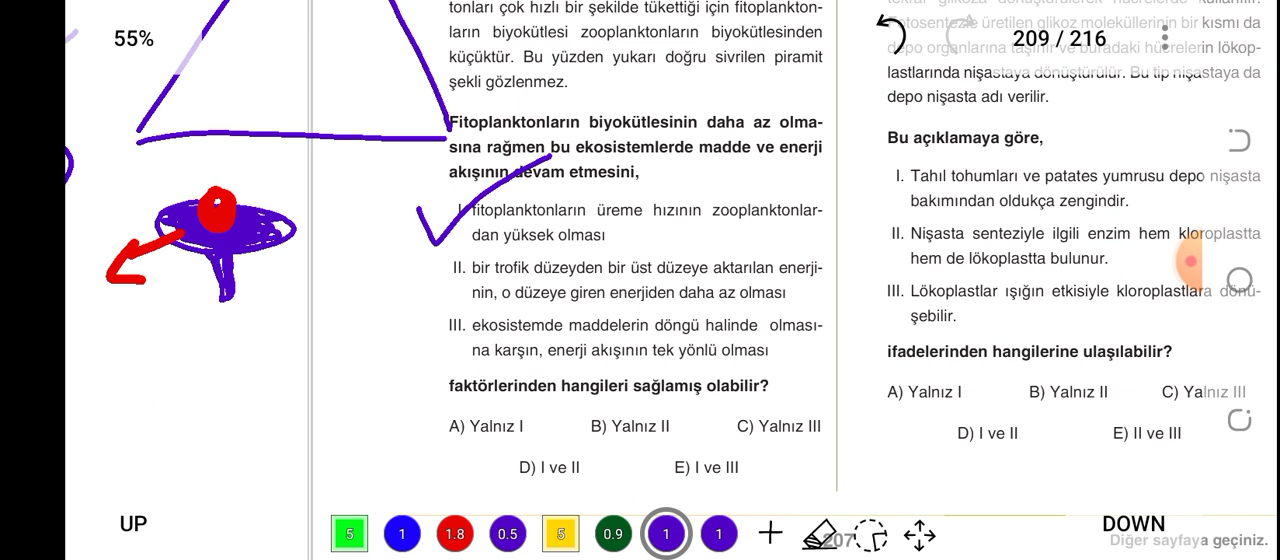 55%
tonları çok hızlı bir şekilde tükettiği için fitoplankton-
ların biyokütlesi zooplanktonların biyokütlesinden
küçüktür. Bu yüzden yukarı doğru sivrilen piramit
şekli gözlenmez.
Fitoplanktonların biyokütlesinin daha az olma-
sına rağmen bu ekosistemlerde madde ve enerji
akışının devam etmesini,
I. fitoplanktonların üreme hızının zooplanktonlar-
dan yüksek olması
II. bir trofik düzeyden bir üst düzeye aktarılan enerji-
nin, o düzeye giren enerjiden daha az olması
III. ekosistemde maddelerin döngü halinde olması-
na karşın, enerji akışının tek yönlü olması
faktörlerinden hangileri sağlamış olabilir?
A) Yalnız I B) Yalnız II C) Yalnız III
D) I ve II E) I ve III
209 / 216
fotosentezle üretilen glikoz moleküllerinin bir kısmı da
depo organlarına taşınır ve buradaki hücrelerin lökop-
lastlarında nişastaya dönüştürülür. Bu tip nişastaya da
depo nişasta adı verilir.
Bu açıklamaya göre,
I. Tahıl tohumları ve patates yumrusu depo nişasta
bakımından oldukça zengindir.
II. Nişasta senteziyle ilgili enzim hem kloroplastta
hem de lökoplastta bulunur.
III. Lökoplastlar ışığın etkisiyle kloroplastlara dönü-
şebilir.
ifadelerinden hangilerine ulaşılabilir?
A) Yalnız I B) Yalnız II C) Yalnız III
D) I ve II E) II ve III
UP
5 1 1.8 0.5 5 0.9 1 1
207
DOWN
Diğer sayfaya geçiniz.